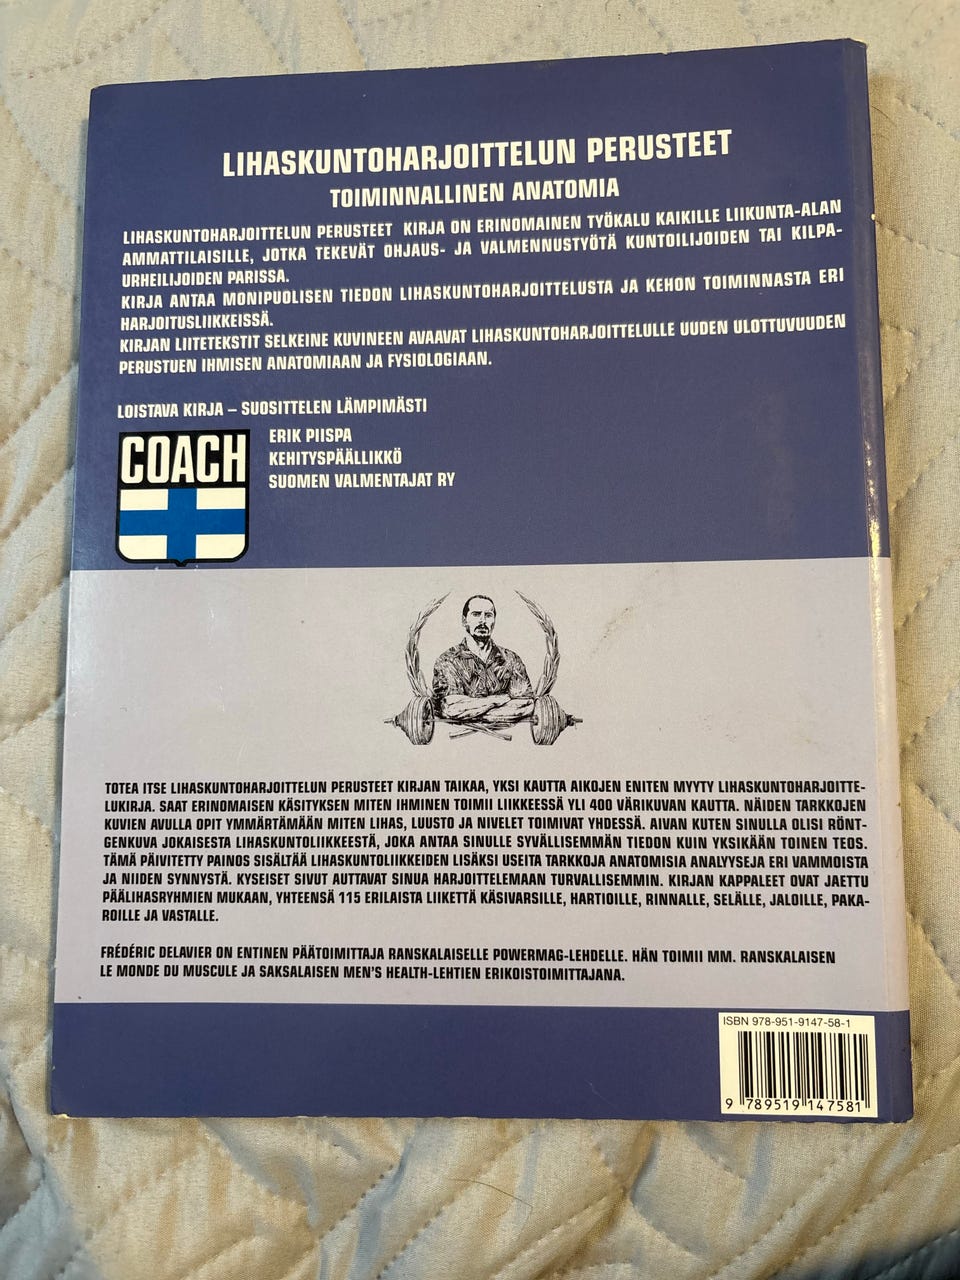 LIHASKUNTOHARJOITTELUN PERUSTEET
TOIMINNALLINEN ANATOMIA
LIHASKUNTOHARJOITTELUN PERUSTEET KIRJA ON ERINOMAINEN TYÖKALU KAIKILLE LIIKUNTA-ALAN
AMMATTILAISILLE, JOTKA TEKEVÄT OHJAUS- JA VALMENNUSTYÖTÄ KUNTOILIJOIDEN TAI KILPA-
URHEILIJOIDEN PARISSA.
KIRJA ANTAA MONIPUOLISEN TIEDON LIHASKUNTOHARJOITTELUSTA JA KEHON TOIMINNASTA ERI
HARJOITUSLIIKKEISSÄ.
KIRJAN LIITETEKSTIT SELKEINE KUVINEEN AVAAVAT LIHASKUNTOHARJOITTELULLE UUDEN ULOTTUVUUDEN
PERUSTUEN IHMISEN ANATOMIAAN JA FYSIOLOGIAAN.
LOISTAVA KIRJA – SUOSITTELEN LÄMPIMÄSTI
COACH
ERIK PIISPA
KEHITYSPÄÄLLIKKÖ
SUOMEN VALMENTAJAT RY
TOTEA ITSE LIHASKUNTOHARJOITTELUN PERUSTEET KIRJAN TAIKAA, YKSI KAUTTA AIKOJEN ENITEN MYYTY LIHASKUNTOHARJOITTE-
LUKIRJA. SAAT ERINOMAISEN KÄSITYKSEN MITEN IHMINEN TOIMII LIIKKEESSÄ YLI 400 VÄRIKUVAN KAUTTA. NÄIDEN TARKKOJEN
KUVIEN AVULLA OPIT YMMÄRTÄMÄÄN MITEN LIHAS, LUUSTO JA NIVELET TOIMIVAT YHDESSÄ. AIVAN KUTEN SINULLA OLISI RÖNT-
GENKUVA JOKAISESTA LIHASKUNTOLIIKKEESTÄ, JOKA ANTAA SINULLE SYVÄLLISEMMÄN TIEDON KUIN YKSIKÄÄN TOINEN TEOS.
TÄMÄ PÄIVITETTY PAINOS SISÄLTÄÄ LIHASKUNTOLIIKKEIDEN LISÄKSI USEITA TARKKOJA ANATOMISIA ANALYYSEJA ERI VAMMOISTA
JA NIIDEN SYNNYSTÄ. KYSEISET SIVUT AUTTAVAT SINUA HARJOITTELEMAAN TURVALLISEMMIN. KIRJAN KAPPALEET OVAT JAETTU
PÄÄLIHASRYHMIEN MUKAAN, YHTEENSÄ 115 ERILAISTA LIIKETTÄ KÄSIVARSILLE, HARTIOILLE, RINNALLE, SELÄLLE, JALOILLE, PAKA-
ROILLE JA VASTALLE.
FRÉDÉRIC DELAVIER ON ENTINEN PÄÄTOIMITTAJA RANSKALAISELLE POWERMAG-LEHDELLE. HÄN TOIMII MM. RANSKALAISEN
LE MONDE DU MUSCULE JA SAKSALAISEN MEN'S HEALTH-LEHTIEN ERIKOISTOIMITTAJANA.
ISBN 978-951-9147-58-1
9 789519 147581